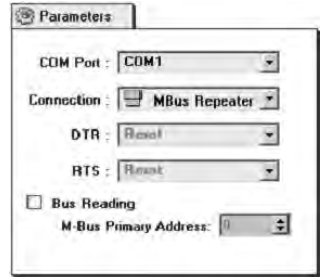 Parameters
COM Port : COM1
Connection : MBus Repeater
DTR : Reset
RTS : Reset
Bus Reading
M-Bus Primary Address: 0